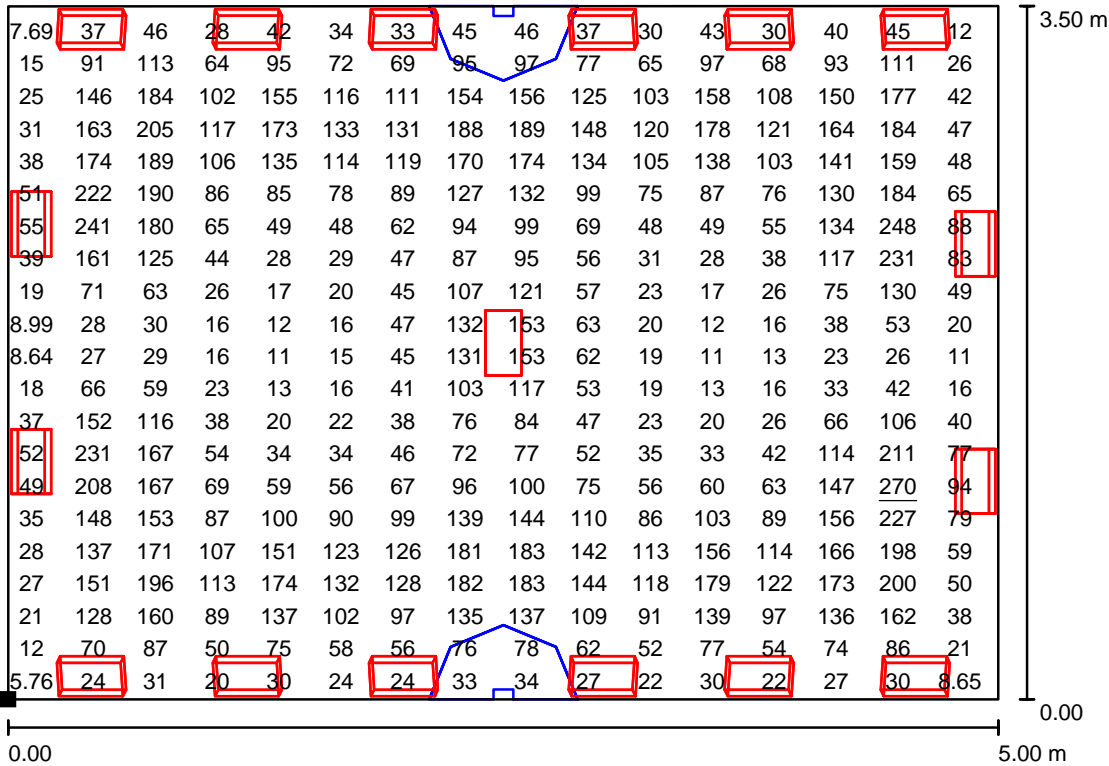 3.50 m
7.69 37 46 28 42 34 33 45 46 37 30 43 30 40 45 12
15 91 113 64 95 72 69 95 97 77 65 97 68 93 111 26
25 146 184 102 155 116 111 154 156 125 103 158 108 150 177 42
31 163 205 117 173 133 131 188 189 148 120 178 121 164 184 47
38 174 189 106 135 114 119 170 174 134 105 138 103 141 159 48
51 222 190 86 85 78 89 127 132 99 75 87 76 130 184 65
55 241 180 65 49 48 62 94 99 69 48 49 55 134 248 88
39 161 125 44 28 29 47 87 95 56 31 28 38 117 231 83
19 71 63 26 17 20 45 107 121 57 23 17 26 75 130 49
8.99 28 30 16 12 16 47 132 153 63 20 12 16 38 53 20
8.64 27 29 16 11 15 45 131 153 62 19 11 13 23 26 11
18 66 59 23 13 16 41 103 117 53 19 13 16 33 42 16
37 152 116 38 20 22 38 76 84 47 23 20 26 66 106 40
52 231 167 54 34 34 46 72 77 52 35 33 42 114 211 77
49 208 167 69 59 56 67 96 100 75 56 60 63 147 270 94
35 148 153 87 100 90 99 139 144 110 86 103 89 156 227 79
28 137 171 107 151 123 126 181 183 142 113 156 114 166 198 59
27 151 196 113 174 132 128 182 183 144 118 179 122 173 200 50
21 128 160 89 137 102 97 135 137 109 91 139 97 136 162 38
12 70 87 50 75 58 56 76 78 62 52 77 54 74 86 21
5.76 24 31 20 30 24 24 33 34 27 22 30 22 27 30 8.65
0.00
0.00 5.00 m